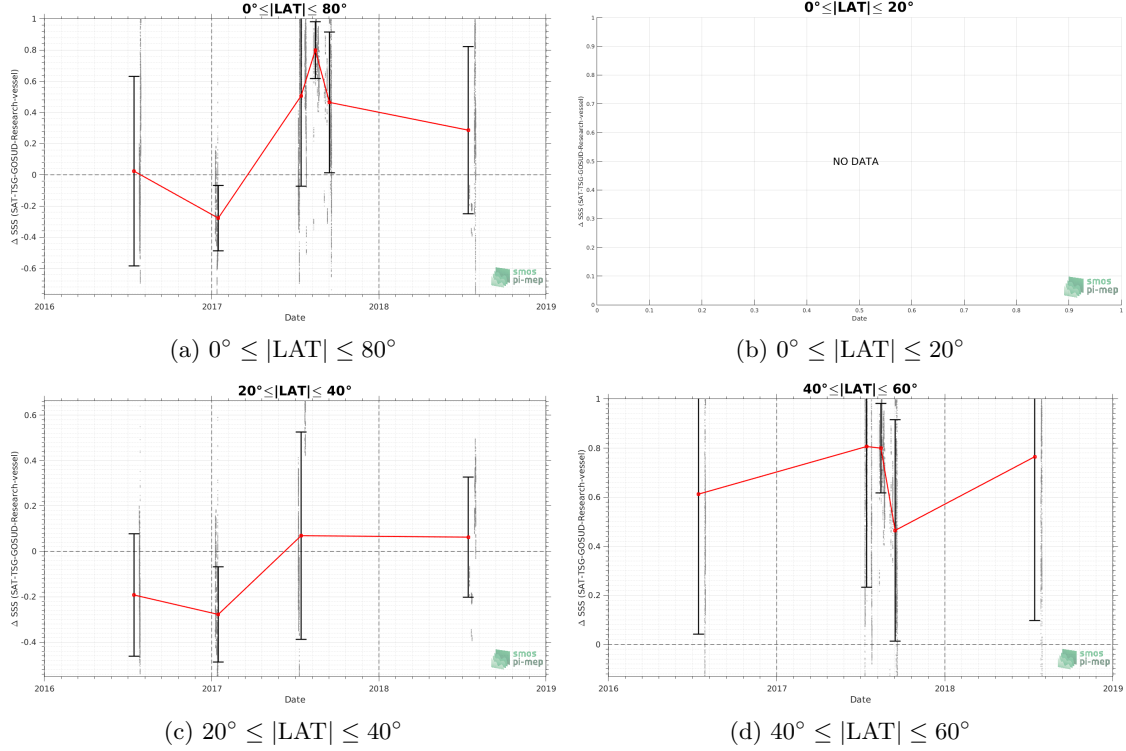 0°≤|LAT|≤ 80°
Δ SSS (SAT-TSG-GOSUD-Research-vessel)
1
0.8
0.6
0.4
0.2
0
-0.2
-0.4
-0.6
2016
2017
2018
2019
Date
smos
pi-mep
(a) 0° ≤ |LAT| ≤ 80°
0°≤|LAT|≤ 20°
Δ SSS (SAT-TSG-GOSUD-Research-vessel)
1
0.9
0.8
0.7
0.6
0.5
0.4
0.3
0.2
0.1
0
NO DATA
0
0.1
0.2
0.3
0.4
0.5
0.6
0.7
0.8
0.9
1
Date
smos
pi-mep
(b) 0° ≤ |LAT| ≤ 20°
20°≤|LAT|≤ 40°
Δ SSS (SAT-TSG-GOSUD-Research-vessel)
0.6
0.4
0.2
0
-0.2
-0.4
2016
2017
2018
2019
Date
smos
pi-mep
(c) 20° ≤ |LAT| ≤ 40°
40°≤|LAT|≤ 60°
Δ SSS (SAT-TSG-GOSUD-Research-vessel)
1
0.8
0.6
0.4
0.2
0
2016
2017
2018
2019
Date
smos
pi-mep
(d) 40° ≤ |LAT| ≤ 60°